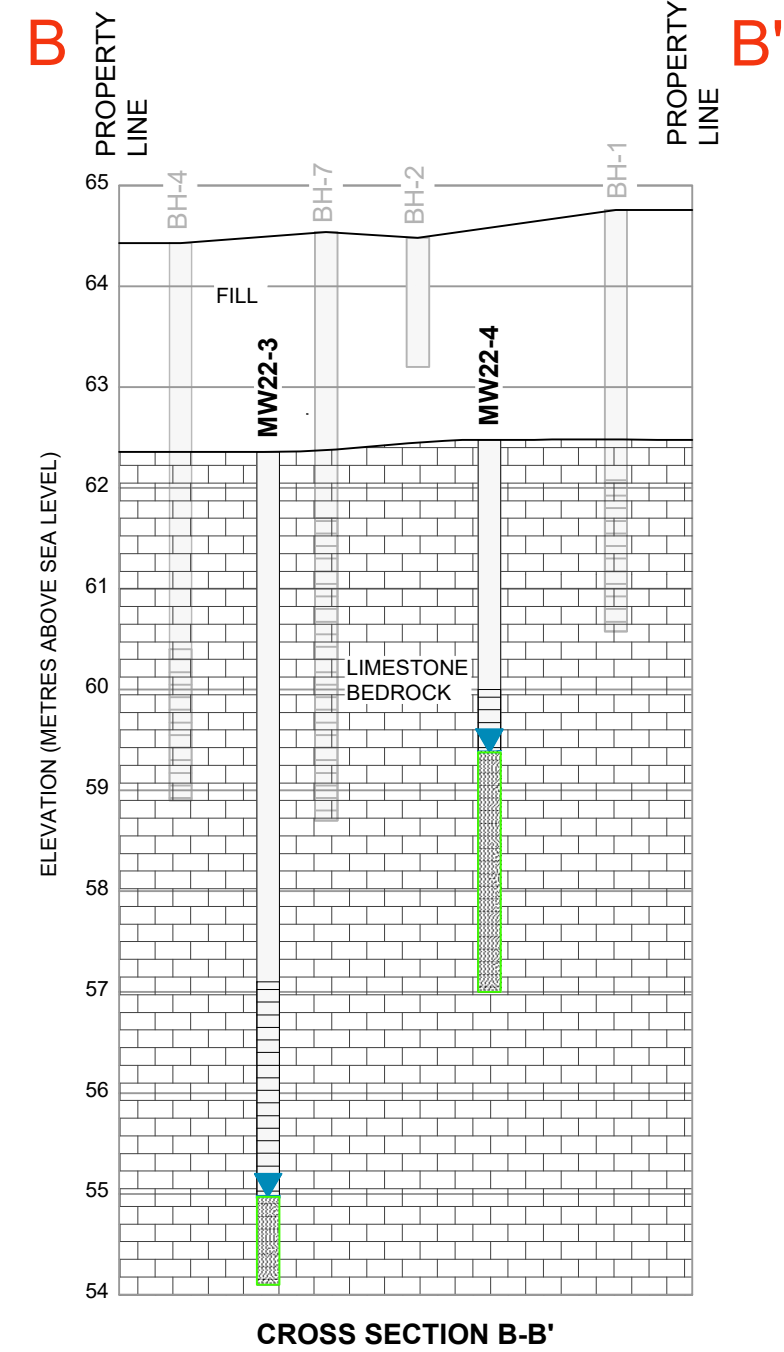 B
PROPERTY
LINE
PROPERTY
LINE
B'
BH-4
BH-7
BH-2
BH-1
65
64
FILL
63
MW22-3
MW22-4
62
61
LIMESTONE
BEDROCK
60
59
58
57
56
55
54
ELEVATION (METRES ABOVE SEA LEVEL)
CROSS SECTION B-B'